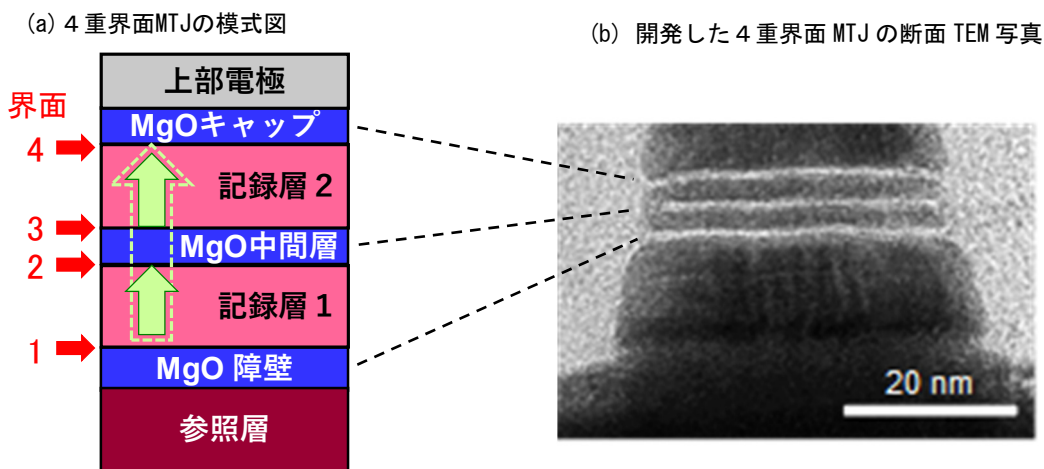 (a) ４重界面MTJの模式図
(b) 開発した４重界面 MTJ の断面 TEM 写真
上部電極
界面
MgOキャップ
4
記録層２
3
MgO中間層
2
記録層１
1
MgO 障壁
参照層
20 nm